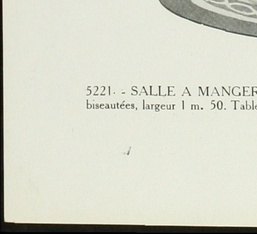 5221. - SALLE A MANGER
biseautées, largeur 1 m. 50. Table